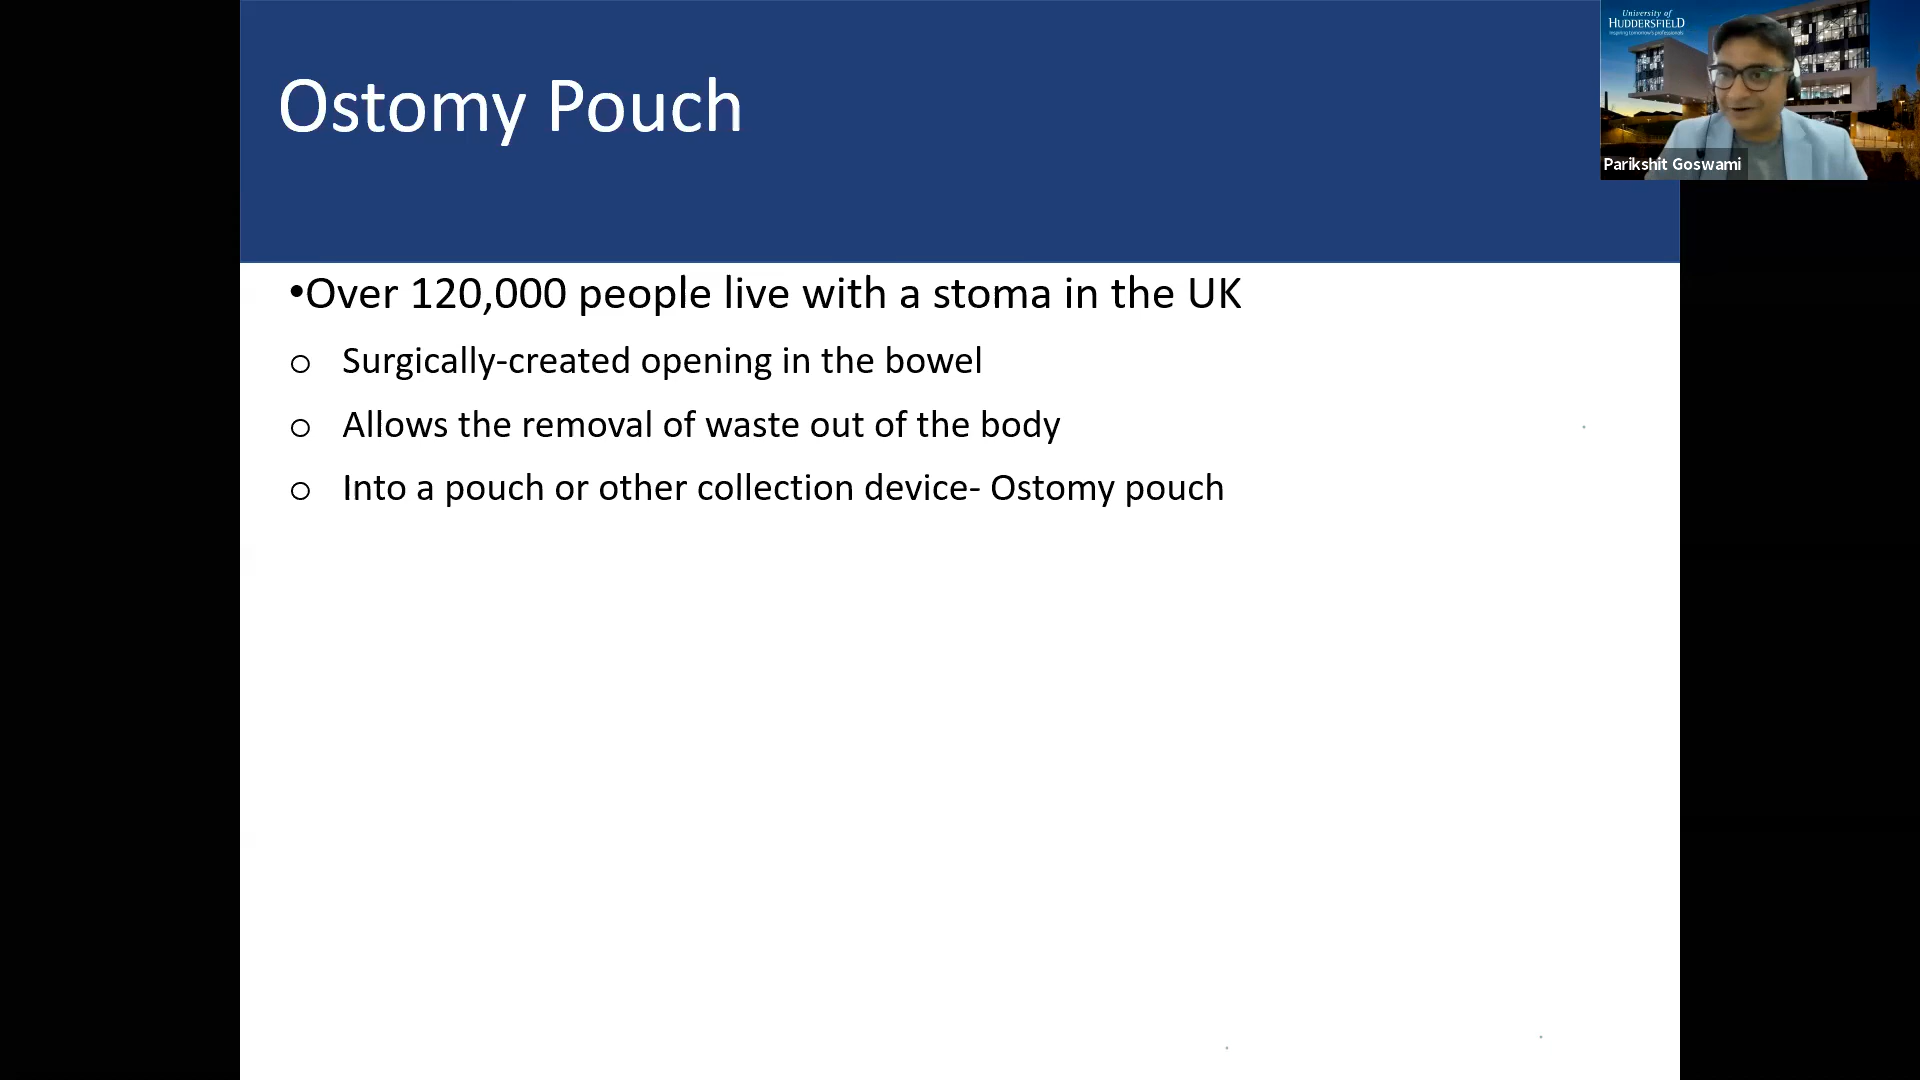 Ostomy Pouch
University of
HUDDERSFIELD
Inspiring tomorrow's professionals
Parikshit Goswami
•Over 120,000 people live with a stoma in the UK
o Surgically-created opening in the bowel
o Allows the removal of waste out of the body
o Into a pouch or other collection device- Ostomy pouch